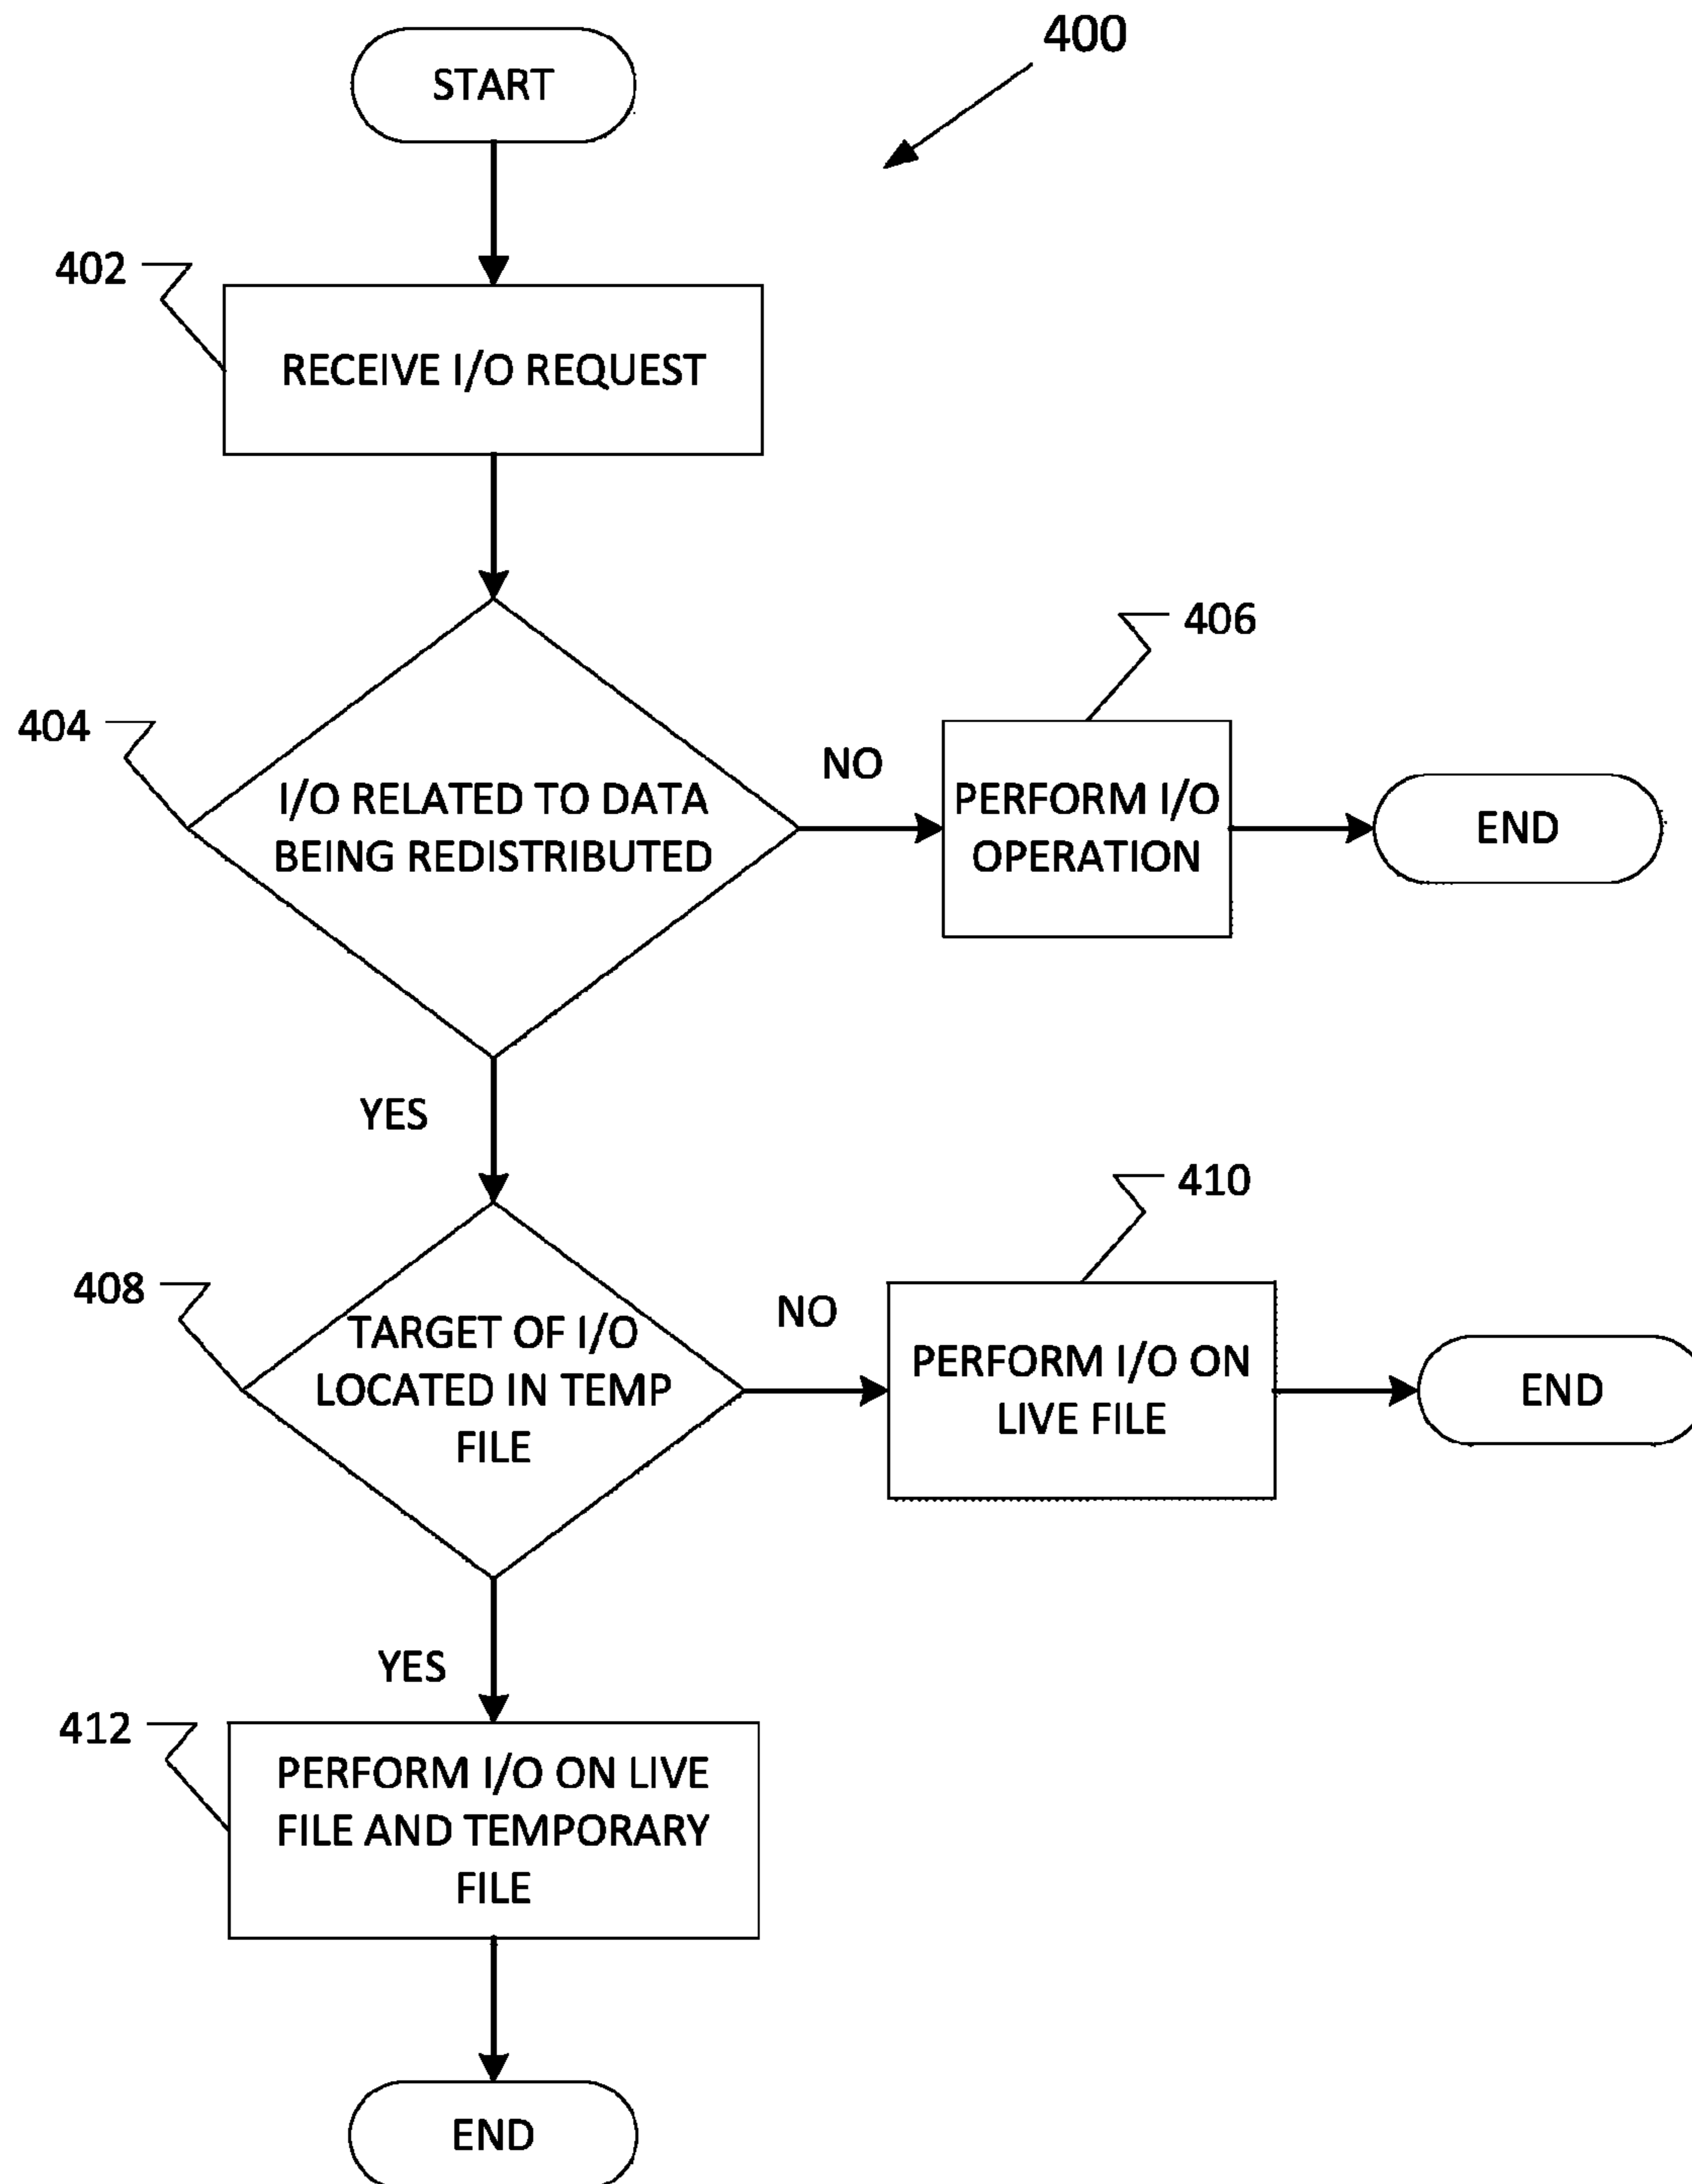 400
START
402
RECEIVE I/O REQUEST
404
I/O RELATED TO DATA
BEING REDISTRIBUTED
NO
406
PERFORM I/O
OPERATION
END
YES
408
TARGET OF I/O
LOCATED IN TEMP
FILE
NO
410
PERFORM I/O ON
LIVE FILE
END
YES
412
PERFORM I/O ON LIVE
FILE AND TEMPORARY
FILE
END